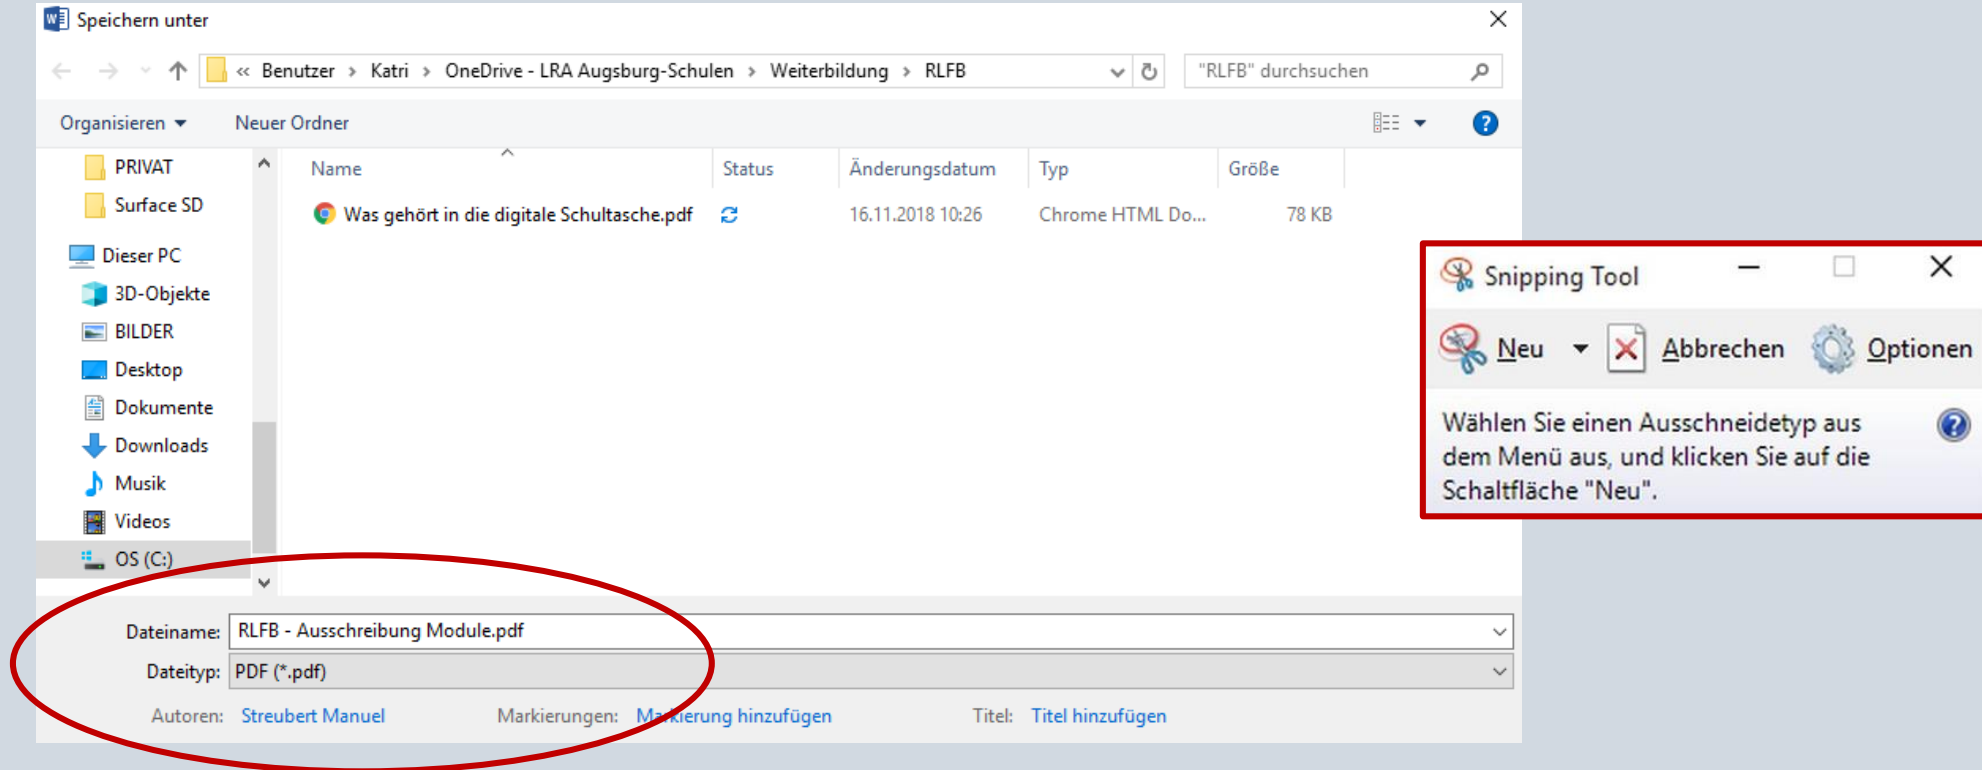 Speichern unter
« Benutzer > Katri > OneDrive - LRA Augsburg-Schulen > Weiterbildung > RLFB
"RLFB" durchsuchen
Organisieren
Neuer Ordner
PRIVAT
Surface SD
Dieser PC
3D-Objekte
BILDER
Desktop
Dokumente
Downloads
Musik
Videos
OS (C:)
Name Status Änderungsdatum Typ Größe
Was gehört in die digitale Schultasche.pdf 16.11.2018 10:26 Chrome HTML Do... 78 KB
Dateiname: RLFB - Ausschreibung Module.pdf
Dateityp: PDF (*.pdf)
Autoren: Streubert Manuel Markierungen: Markierung hinzufügen Titel: Titel hinzufügen
Snipping Tool
Neu Abbrechen Optionen
Wählen Sie einen Ausschneidetyp aus
dem Menü aus, und klicken Sie auf die
Schaltfläche "Neu".